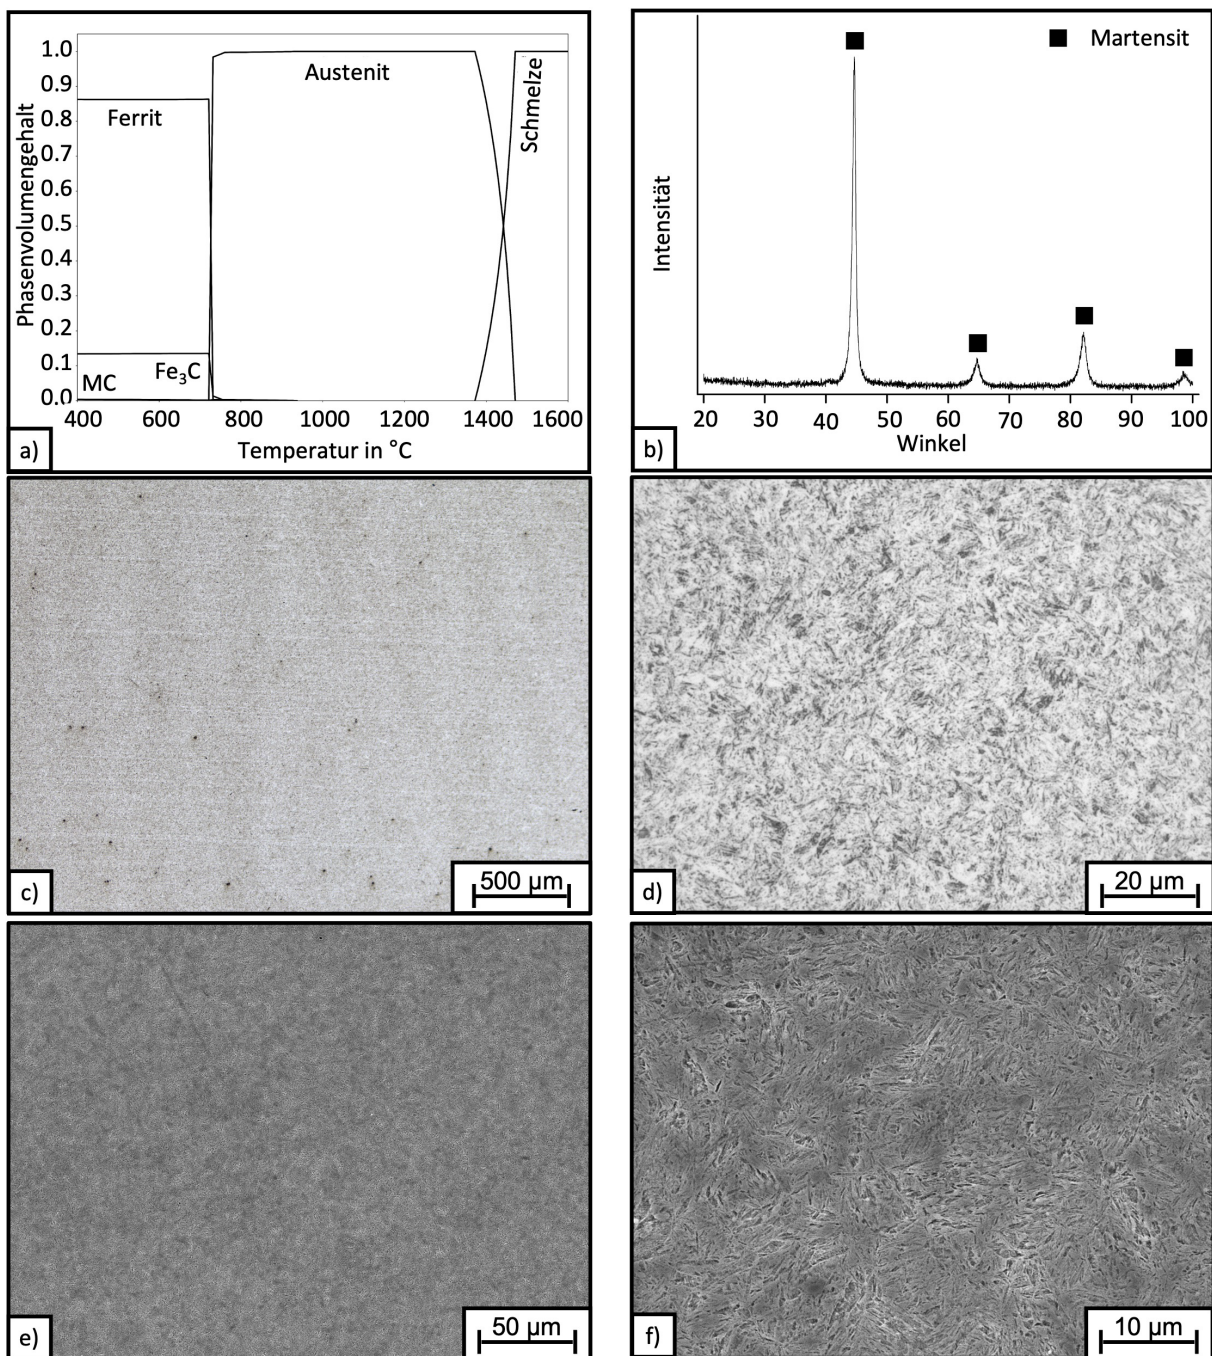 Phasenvolumengehalt
1.0
0.9
0.8
0.7
0.6
0.5
0.4
0.3
0.2
0.1
0.0
Ferrit
Austenit
Schmelze
MC
Fe₃C
400 600 800 1000 1200 1400 1600
Temperatur in °C
a)
Martensit
Intensität
20 30 40 50 60 70 80 90 100
Winkel
b)
c)
500 µm
d)
20 µm
e)
50 µm
f)
10 µm